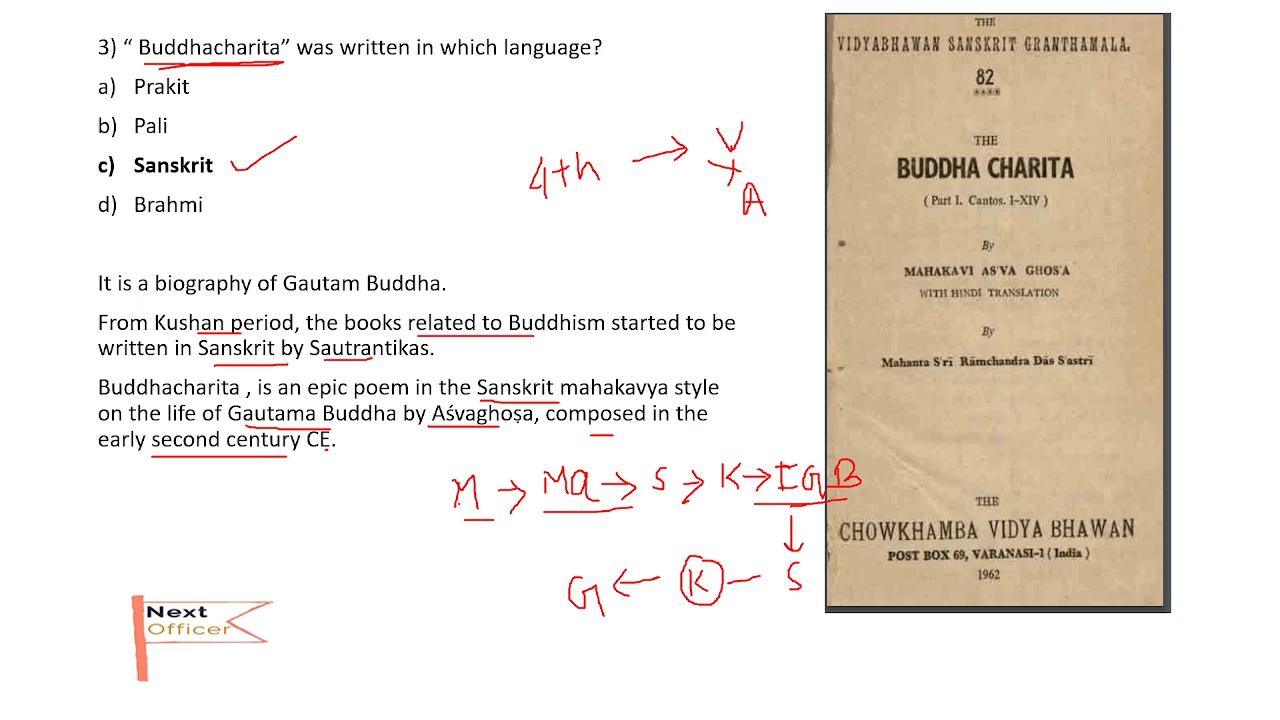 3) “ Buddhacharita” was written in which language?
a) Prakit
b) Pali
c) Sanskrit
d) Brahmi
4th → V
A
It is a biography of Gautam Buddha.
From Kushan period, the books related to Buddhism started to be
written in Sanskrit by Sautrantikas.
Buddhacharita , is an epic poem in the Sanskrit mahakavya style
on the life of Gautama Buddha by Aśvaghoṣa, composed in the
early second century CE.
M → Ma → S → K → I G B
G ← K – S
Next
Officer
THE
VIDYABHAWAN SANSKRIT GRANTHAMALA.
82
THE
BUDDHA CHARITA
( Part I. Cantos. I-XIV )
By
MAHAKAVI AS'VA GHOS'A
WITH HINDI TRANSLATION
By
Mahanta S'rī Rāmchandra Dās S'astrī
THE
CHOWKHAMBA VIDYA BHAWAN
POST BOX 69, VARANASI-1 ( India )
1962